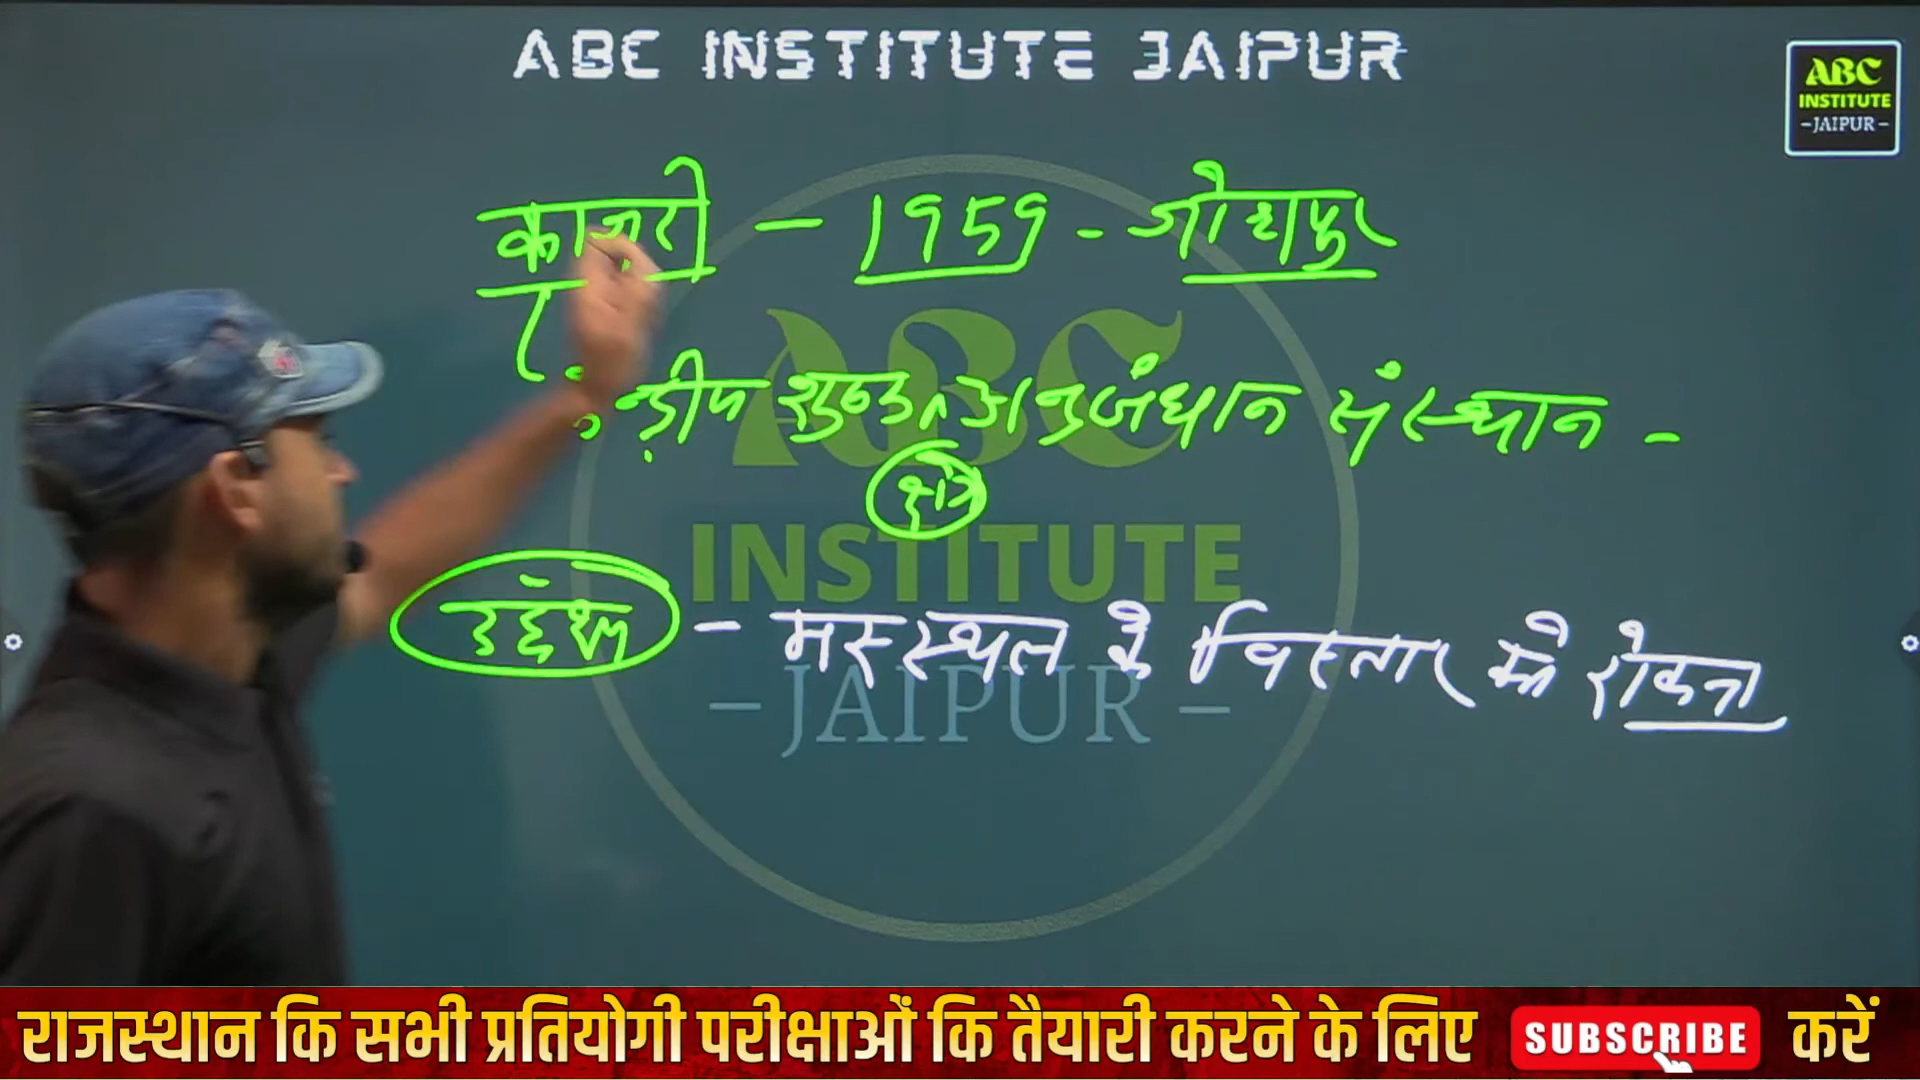 ABC INSTITUTE JAIPUR
ABC
INSTITUTE
-JAIPUR-
काजरी - 1959 - जोधपुर
शुष्क अनुसंधान संस्थान -
क्षेत्र
उद्देश्य - मरुस्थल के विस्तार को रोकना
ABC
INSTITUTE
-JAIPUR-
राजस्थान कि सभी प्रतियोगी परीक्षाओं कि तैयारी करने के लिए SUBSCRIBE करें